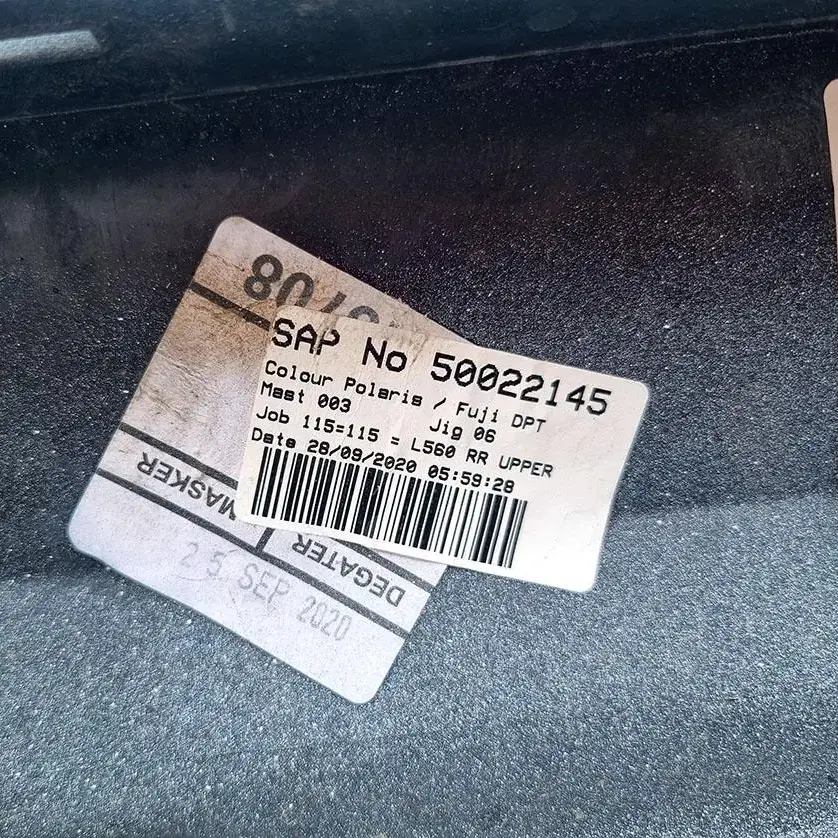 SAP No 50022145
Colour Polaris / Fuji DPT
Mast 003 Jig 06
Job 115=115 = L560 RR UPPER
Date 28/09/2020 05:59:28
MASKER
DEGATER
25 SEP 2020